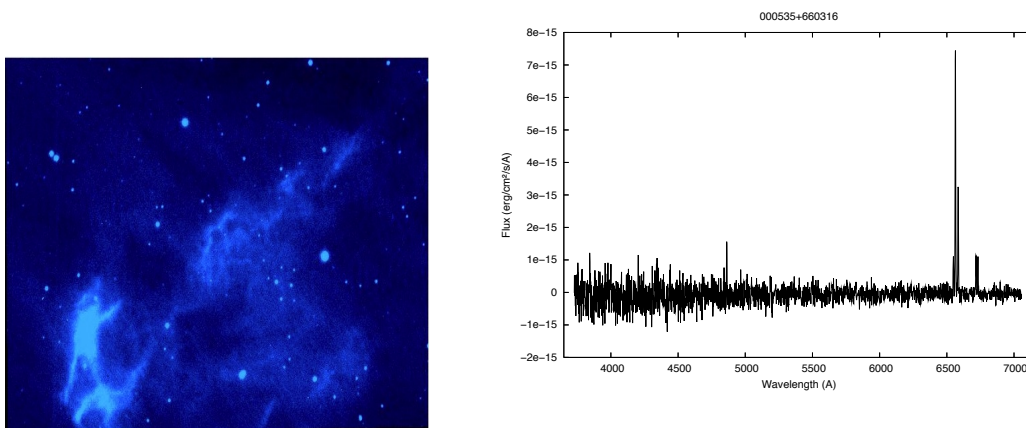 000535+660316
8e−15
7e−15
6e−15
5e−15
4e−15
3e−15
2e−15
1e−15
0
−1e−15
−2e−15
Flux (erg/cm²/s/A)
4000 4500 5000 5500 6000 6500 7000
Wavelength (A)